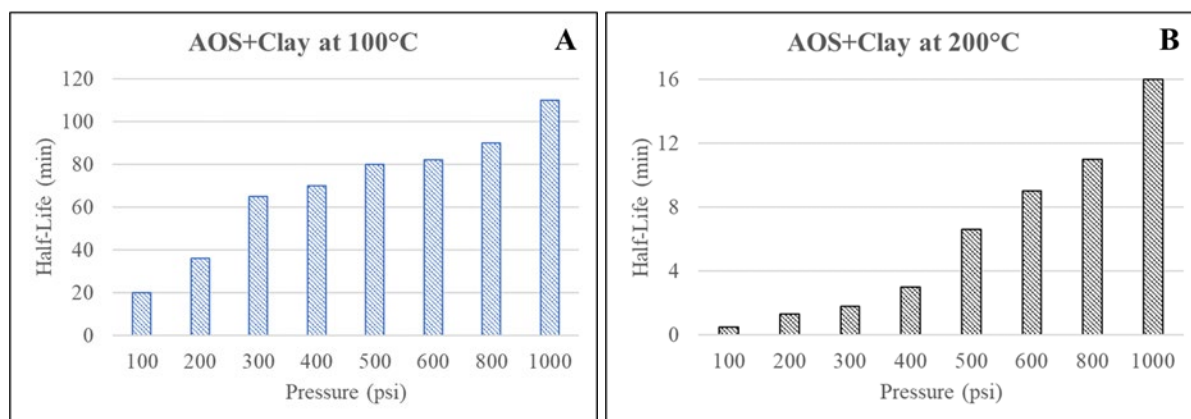 AOS+Clay at 100°C
A
Half-Life (min)
120
100
80
60
40
20
0
100 200 300 400 500 600 800 1000
Pressure (psi)
AOS+Clay at 200°C
B
Half-Life (min)
16
12
8
4
0
100 200 300 400 500 600 800 1000
Pressure (psi)